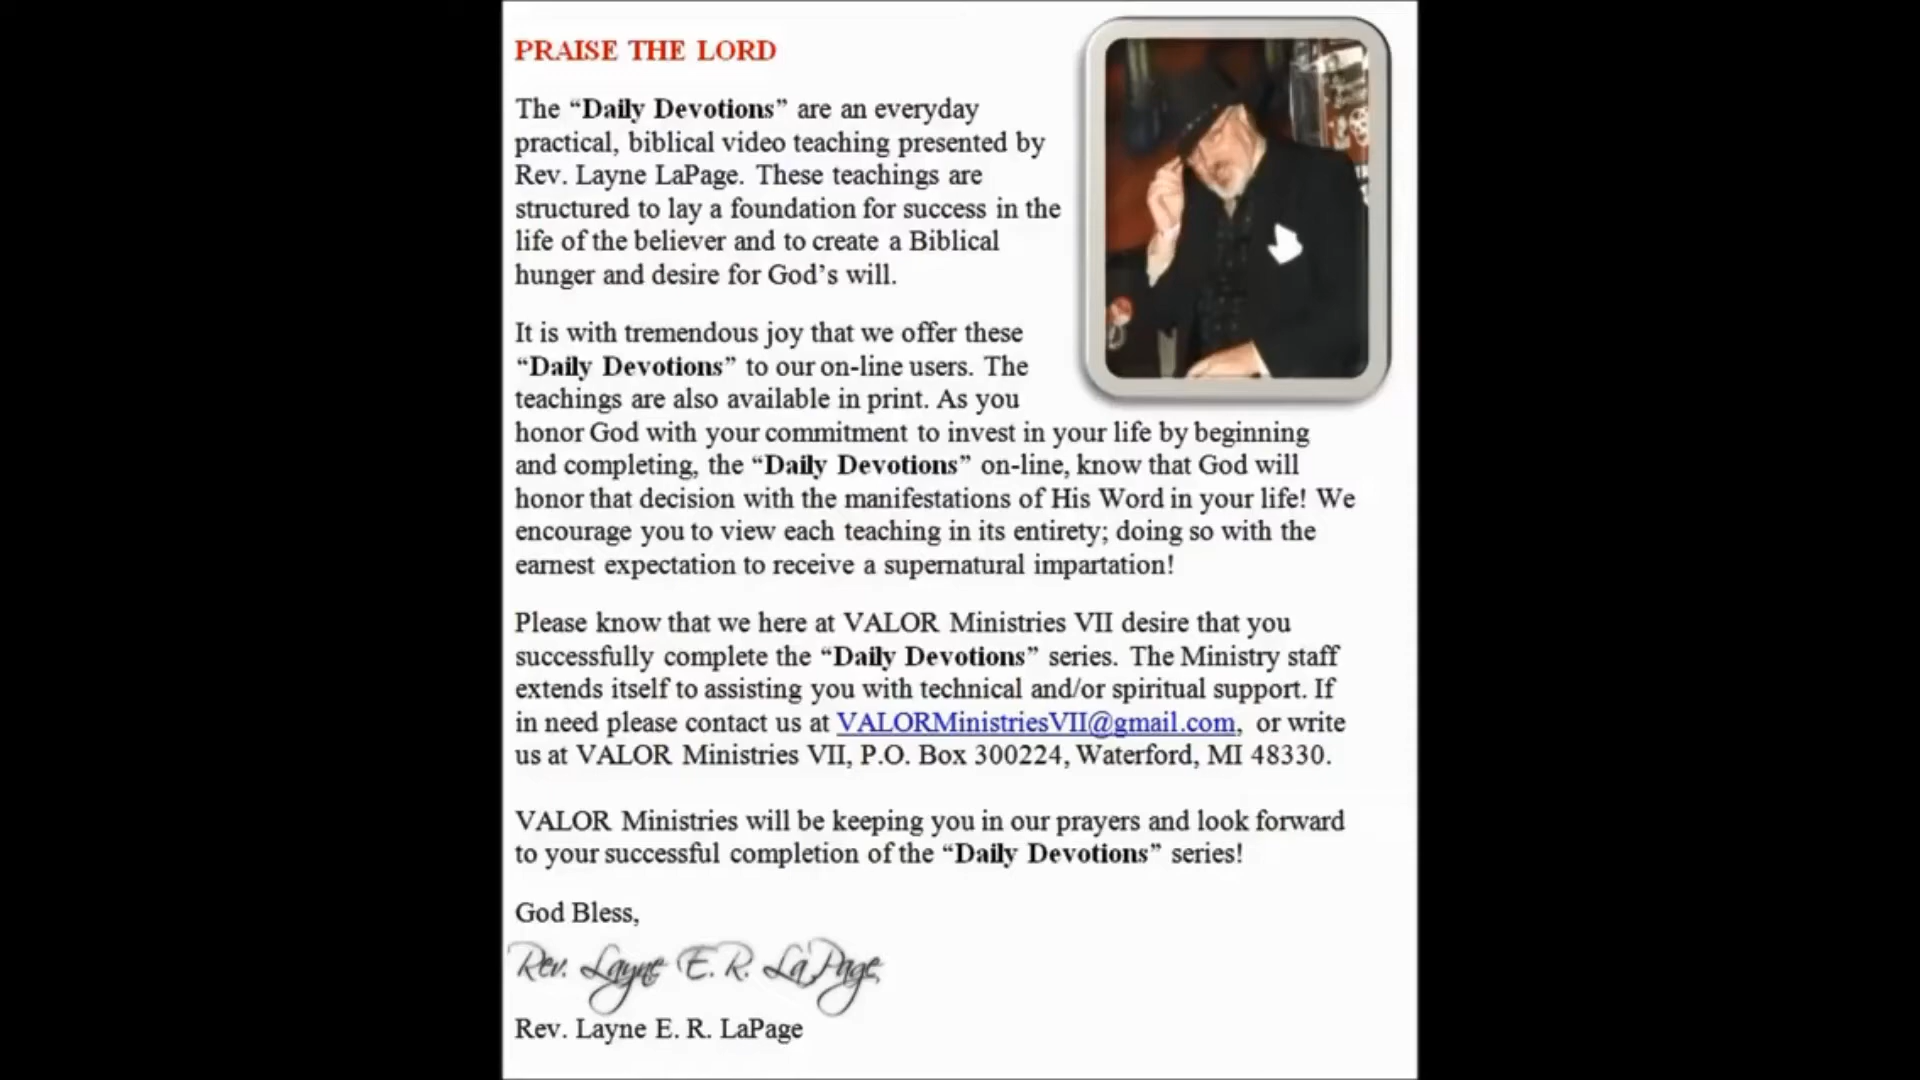 PRAISE THE LORD
The “Daily Devotions” are an everyday
practical, biblical video teaching presented by
Rev. Layne LaPage. These teachings are
structured to lay a foundation for success in the
life of the believer and to create a Biblical
hunger and desire for God’s will.
It is with tremendous joy that we offer these
“Daily Devotions” to our on-line users. The
teachings are also available in print. As you
honor God with your commitment to invest in your life by beginning
and completing, the “Daily Devotions” on-line, know that God will
honor that decision with the manifestations of His Word in your life! We
encourage you to view each teaching in its entirety; doing so with the
earnest expectation to receive a supernatural impartation!
Please know that we here at VALOR Ministries VII desire that you
successfully complete the “Daily Devotions” series. The Ministry staff
extends itself to assisting you with technical and/or spiritual support. If
in need please contact us at VALORMinistriesVII@gmail.com, or write
us at VALOR Ministries VII, P.O. Box 300224, Waterford, MI 48330.
VALOR Ministries will be keeping you in our prayers and look forward
to your successful completion of the “Daily Devotions” series!
God Bless,
Rev. Layne E. R. LaPage
Rev. Layne E. R. LaPage